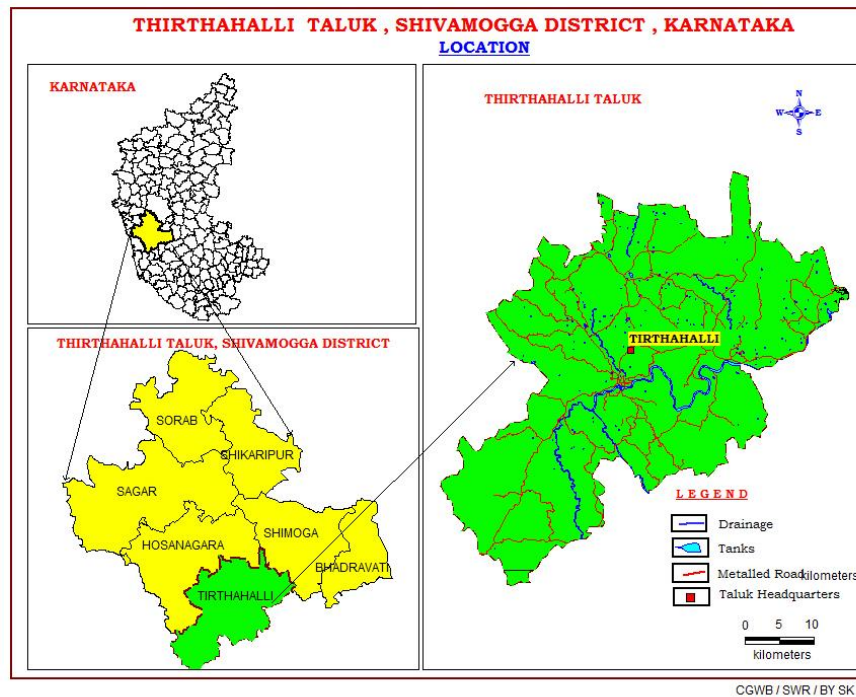 THIRTHAHALLI TALUK , SHIVAMOGGA DISTRICT , KARNATAKA
LOCATION
KARNATAKA
THIRTHAHALLI TALUK
N
W E
S
TIRTHAHALLI
THIRTHAHALLI TALUK, SHIVAMOGGA DISTRICT
SORAB
SHIKARIPUR
SAGAR
SHIMOGA
HOSANAGARA
BHADRAVATI
TIRTHAHALLI
LEGEND
Drainage
Tanks
Metalled Road
kilometers
Taluk Headquarters
0 5 10
kilometers
CGWB / SWR / BY SK